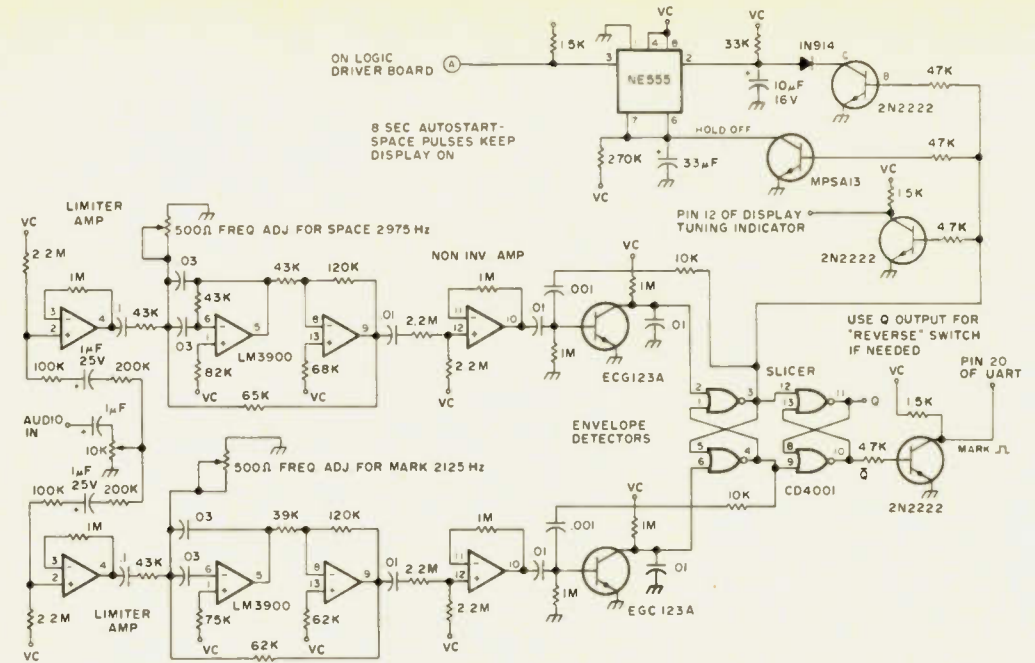 VC
VC
15K
4
8
33K
1N914
ON LOGIC
DRIVER BOARD
A
3
NE555
2
10µF
16V
C
B
47K
2N2222
7
6
8 SEC AUTOSTART-
SPACE PULSES KEEP
DISPLAY ON
HOLD OFF
47K
270K
33µF
VC
MPSA13
VC
15K
PIN 12 OF DISPLAY
TUNING INDICATOR
4.7K
2N2222
LIMITER
AMP
VC
2.2M
500Ω FREQ ADJ FOR SPACE 2975 Hz
NON INV AMP
10K
1M
03
43K
120K
1M
.001
VC
1M
3
2
4
.1
43K
43K
03
6
1
5
LM3900
8
13
9
01
2.2M
11
12
10
01
01
1M
ECG123A
82K
VC
68K
VC
2.2M
VC
65K
100K
1µF
25V
200K
AUDIO
IN
1µF
10K
1µF
25V
100K
200K
USE Q OUTPUT FOR
"REVERSE" SWITCH
IF NEEDED
PIN 20
OF UART
SLICER
2
1
3
12
13
11
Q
VC
15K
ENVELOPE
DETECTORS
5
6
4
8
9
10
4.7K
Q̅
MARK
CD4001
2N2222
500Ω FREQ ADJ FOR MARK 2125 Hz
10K
1M
03
39K
120K
1M
.001
VC
1M
3
2
4
.1
43K
03
6
1
5
LM3900
8
13
9
01
2.2M
11
12
10
01
01
1M
EGC 123A
2.2M
VC
LIMITER
AMP
75K
VC
62K
VC
2.2M
VC
62K